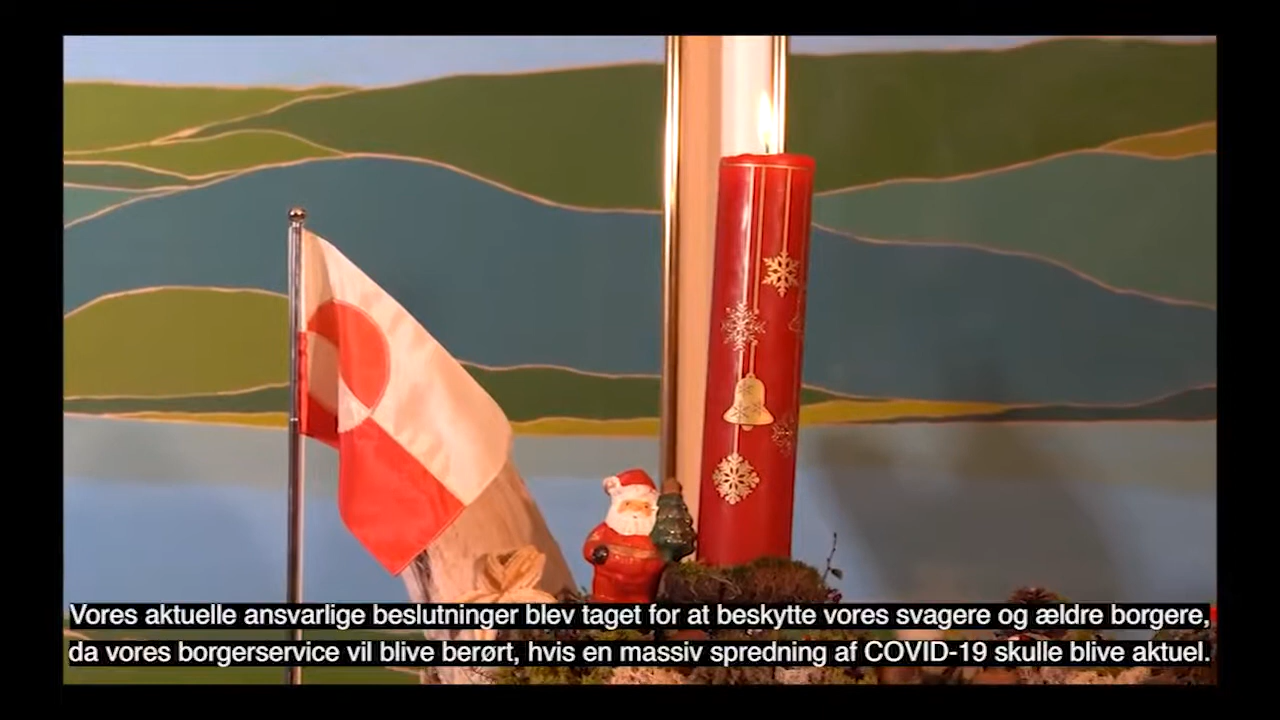 Vores aktuelle ansvarlige beslutninger blev taget for at beskytte vores svagere og ældre borgere,
da vores borgerservice vil blive berørt, hvis en massiv spredning af COVID-19 skulle blive aktuel.